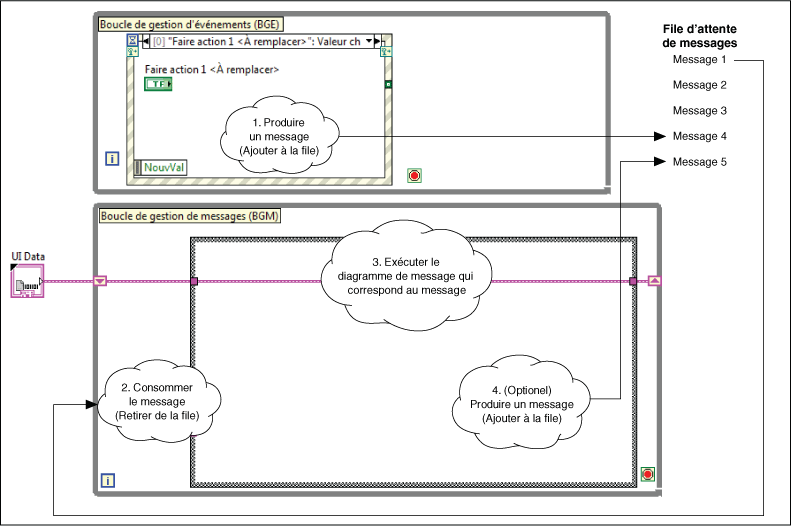 Boucle de gestion d'événements (BGE)
[0] "Faire action 1 <À remplacer>": Valeur ch
Faire action 1 <À remplacer>
TF
1. Produire
un message
(Ajouter à la file)
i
NouvVal
File d'attente
de messages
Message 1
Message 2
Message 3
Message 4
Message 5
Boucle de gestion de messages (BGM)
UI Data
3. Exécuter le
diagramme de message qui
correspond au message
2. Consommer
le message
(Retirer de la file)
4. (Optionel)
Produire un message
(Ajouter à la file)
i